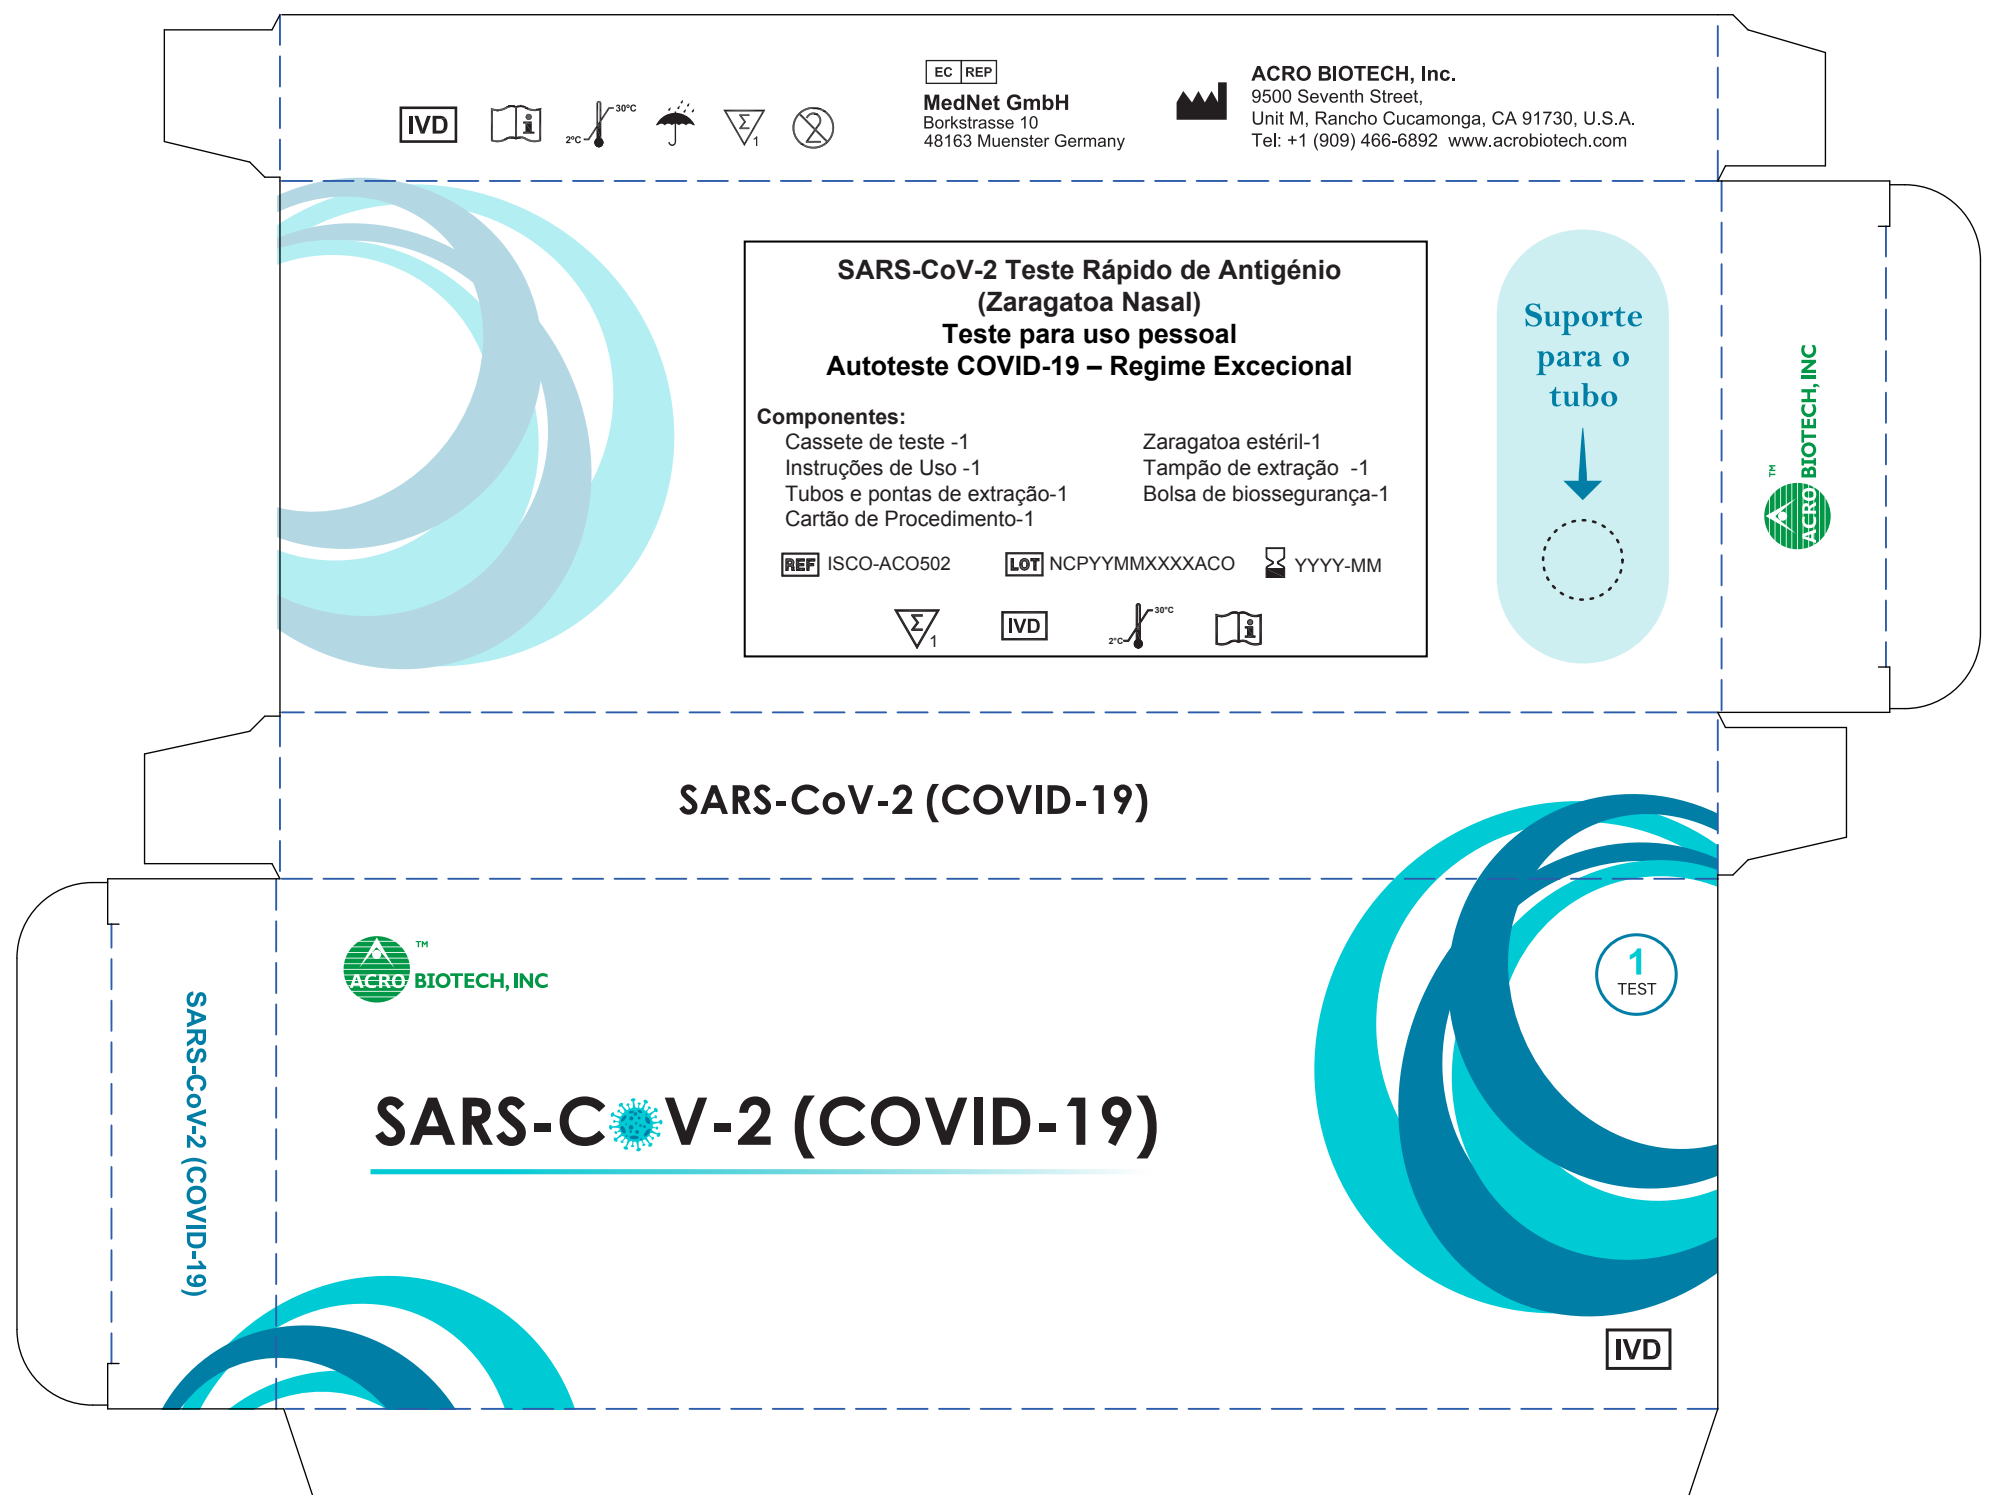 IVD
2°C
30°C
Σ
1
2
EC REP
MedNet GmbH
Borkstrasse 10
48163 Muenster Germany
ACRO BIOTECH, Inc.
9500 Seventh Street,
Unit M, Rancho Cucamonga, CA 91730, U.S.A.
Tel: +1 (909) 466-6892 www.acrobiotech.com
SARS-CoV-2 Teste Rápido de Antigénio
(Zaragatoa Nasal)
Teste para uso pessoal
Autoteste COVID-19 – Regime Excecional
Componentes:
Cassete de teste -1
Instruções de Uso -1
Tubos e pontas de extração-1
Cartão de Procedimento-1
Zaragatoa estéril-1
Tampão de extração -1
Bolsa de biossegurança-1
REF ISCO-ACO502
LOT NCPYYMMXXXXACO
YYYY-MM
Σ
1
IVD
2°C
30°C
Suporte
para o
tubo
ACRO BIOTECH, INC ™
SARS-CoV-2 (COVID-19)
ACRO BIOTECH, INC ™
1
TEST
SARS-CoV-2 (COVID-19)
SARS-C V-2 (COVID-19)
IVD